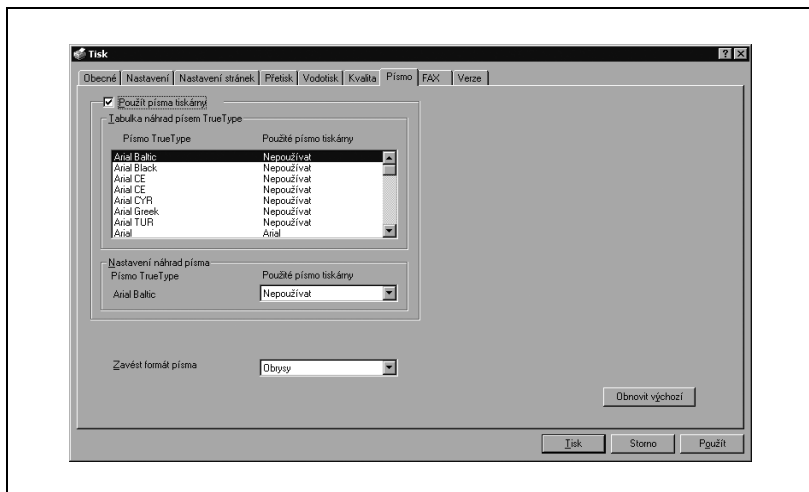 Tisk
Obecné Nastavení Nastavení stránek Přetisk Vodotisk Kvalita Písmo FAX Verze
Použít písma tiskárny
Tabulka náhrad písem TrueType
Písmo TrueType Použité písmo tiskárny
Arial Baltic Nepoužívat
Arial Black Nepoužívat
Arial CE Nepoužívat
Arial CE Nepoužívat
Arial CYR Nepoužívat
Arial Greek Nepoužívat
Arial TUR Nepoužívat
Arial Arial
Nastavení náhrad písma
Písmo TrueType Použité písmo tiskárny
Arial Baltic Nepoužívat
Zavést formát písma Obrysy
Obnovit výchozí
Tisk Storno Použít